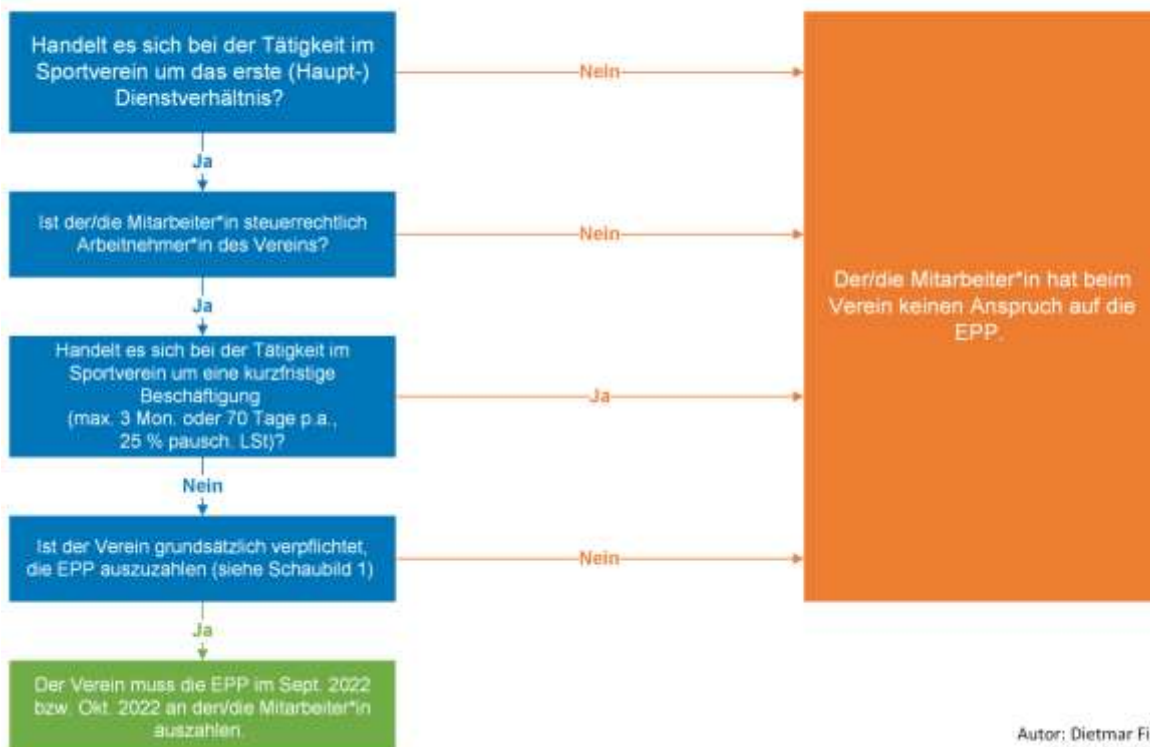 Handelt es sich bei der Tätigkeit im
Sportverein um das erste (Haupt-)
Dienstverhältnis?
Nein
Ja
Ist der/die Mitarbeiter*in steuerrechtlich
Arbeitnehmer*in des Vereins?
Nein
Der/die Mitarbeiter*in hat beim
Verein keinen Anspruch auf die
EPP.
Ja
Handelt es sich bei der Tätigkeit im
Sportverein um eine kurzfristige
Beschäftigung
(max. 3 Mon. oder 70 Tage p.a.,
25 % pausch. LSt)?
Ja
Nein
Ist der Verein grundsätzlich verpflichtet,
die EPP auszuzahlen (siehe Schaubild 1)
Nein
Ja
Der Verein muss die EPP im Sept. 2022
bzw. Okt. 2022 an den/die Mitarbeiter*in
auszahlen.
Autor: Dietmar Fi